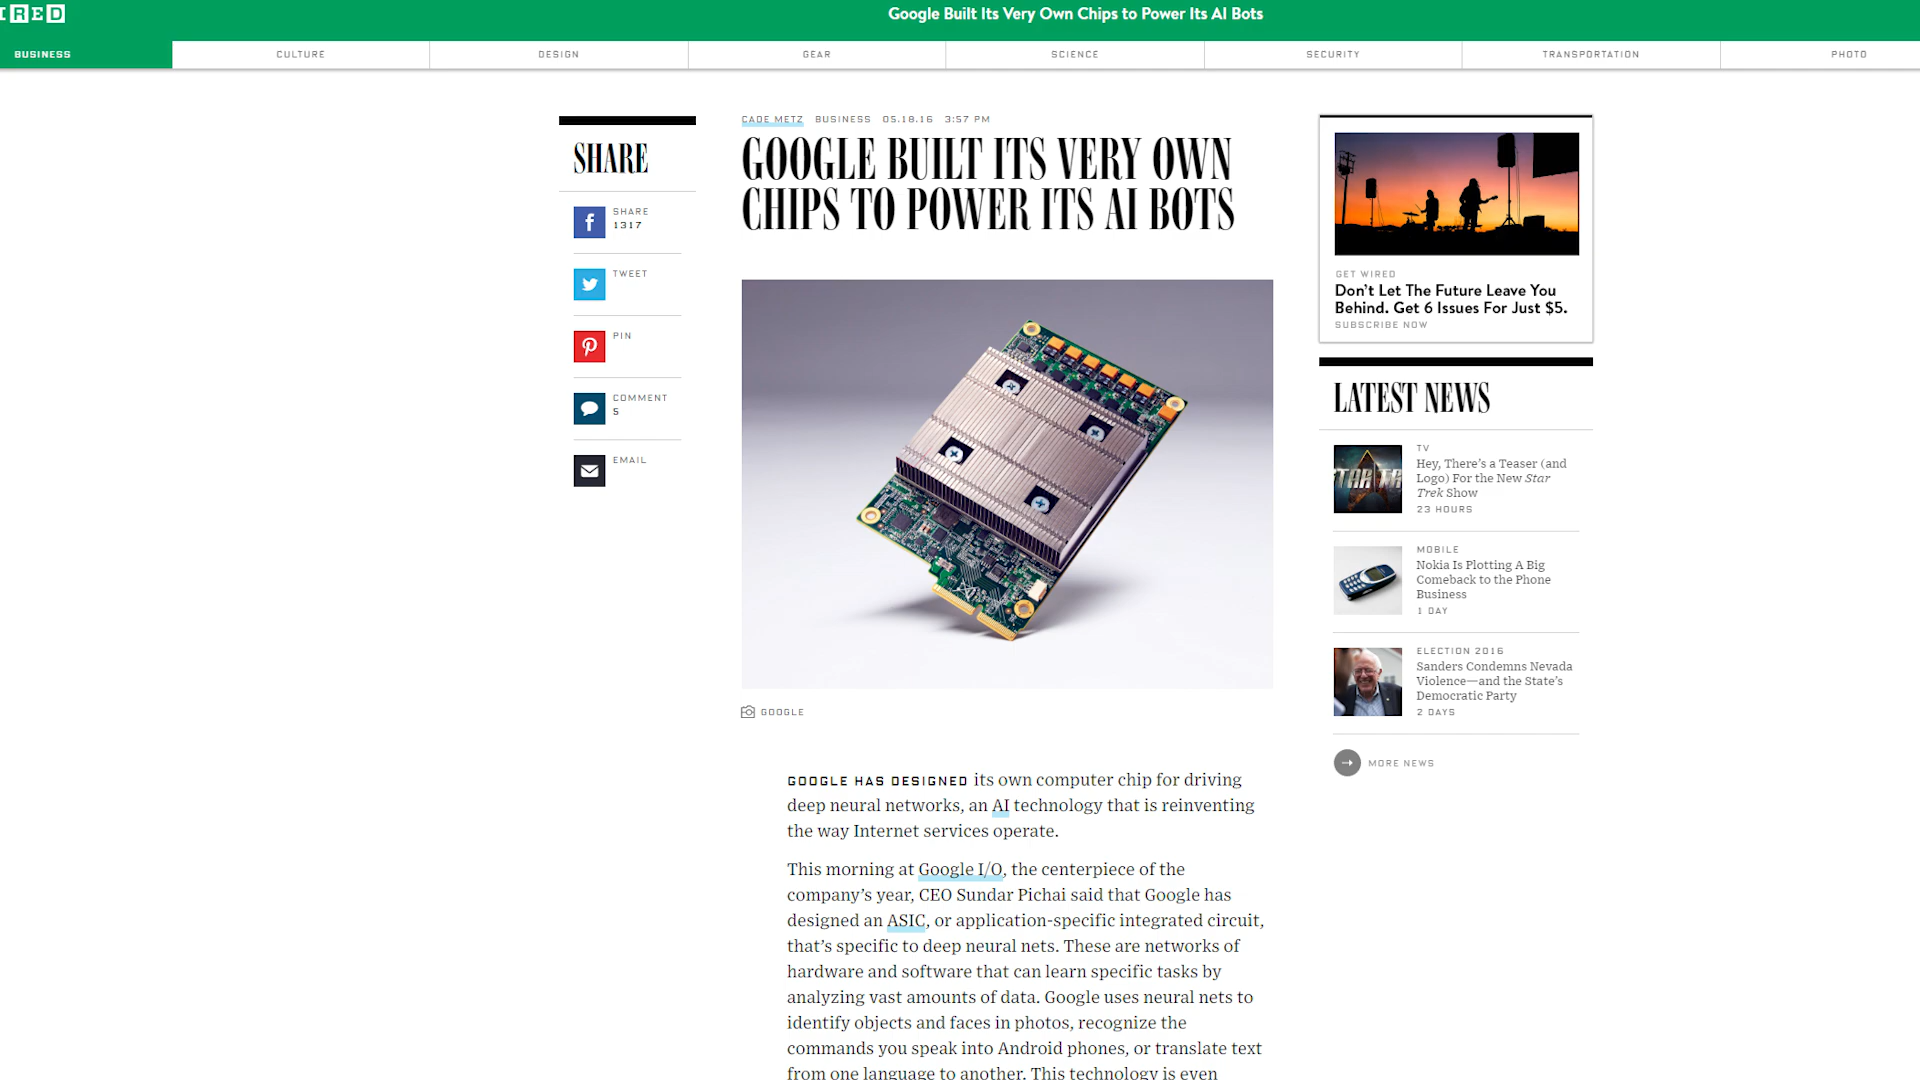 IRED
Google Built Its Very Own Chips to Power Its AI Bots
BUSINESS
CULTURE
DESIGN
GEAR
SCIENCE
SECURITY
TRANSPORTATION
PHOTO
SHARE
SHARE
1317
TWEET
PIN
COMMENT
5
EMAIL
CADE METZ BUSINESS 05.18.16 3:57 PM
GOOGLE BUILT ITS VERY OWN
CHIPS TO POWER ITS AI BOTS
GOOGLE
GOOGLE HAS DESIGNED its own computer chip for driving
deep neural networks, an AI technology that is reinventing
the way Internet services operate.
This morning at Google I/O, the centerpiece of the
company’s year, CEO Sundar Pichai said that Google has
designed an ASIC, or application-specific integrated circuit,
that’s specific to deep neural nets. These are networks of
hardware and software that can learn specific tasks by
analyzing vast amounts of data. Google uses neural nets to
identify objects and faces in photos, recognize the
commands you speak into Android phones, or translate text
from one language to another. This technology is even
GET WIRED
Don’t Let The Future Leave You
Behind. Get 6 Issues For Just $5.
SUBSCRIBE NOW
LATEST NEWS
TAR TR
TV
Hey, There’s a Teaser (and
Logo) For the New Star
Trek Show
23 HOURS
MOBILE
Nokia Is Plotting A Big
Comeback to the Phone
Business
1 DAY
ELECTION 2016
Sanders Condemns Nevada
Violence—and the State’s
Democratic Party
2 DAYS
MORE NEWS